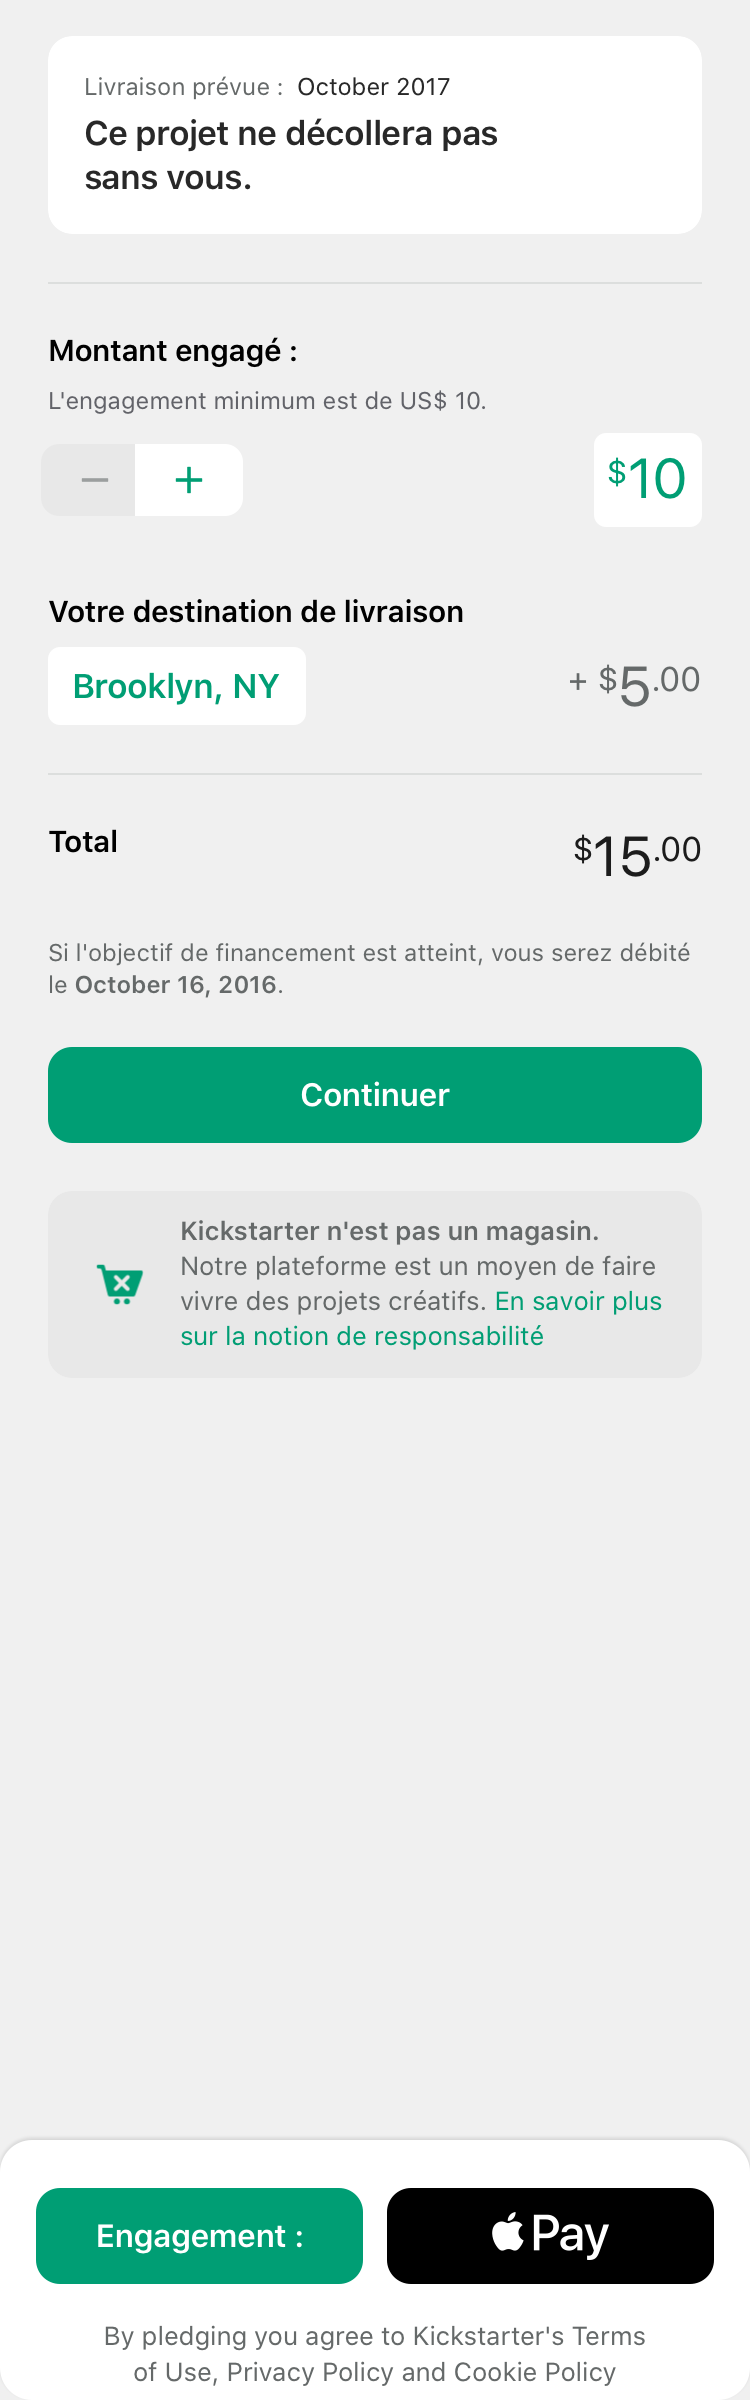 Livraison prévue : October 2017
Ce projet ne décollera pas
sans vous.
Montant engagé :
L'engagement minimum est de US$ 10.
− + $10
Votre destination de livraison
Brooklyn, NY + $5.00
Total $15.00
Si l'objectif de financement est atteint, vous serez débité
le October 16, 2016.
Continuer
Kickstarter n'est pas un magasin.
Notre plateforme est un moyen de faire
vivre des projets créatifs. En savoir plus
sur la notion de responsabilité
Engagement : Pay
By pledging you agree to Kickstarter's Terms
of Use, Privacy Policy and Cookie Policy